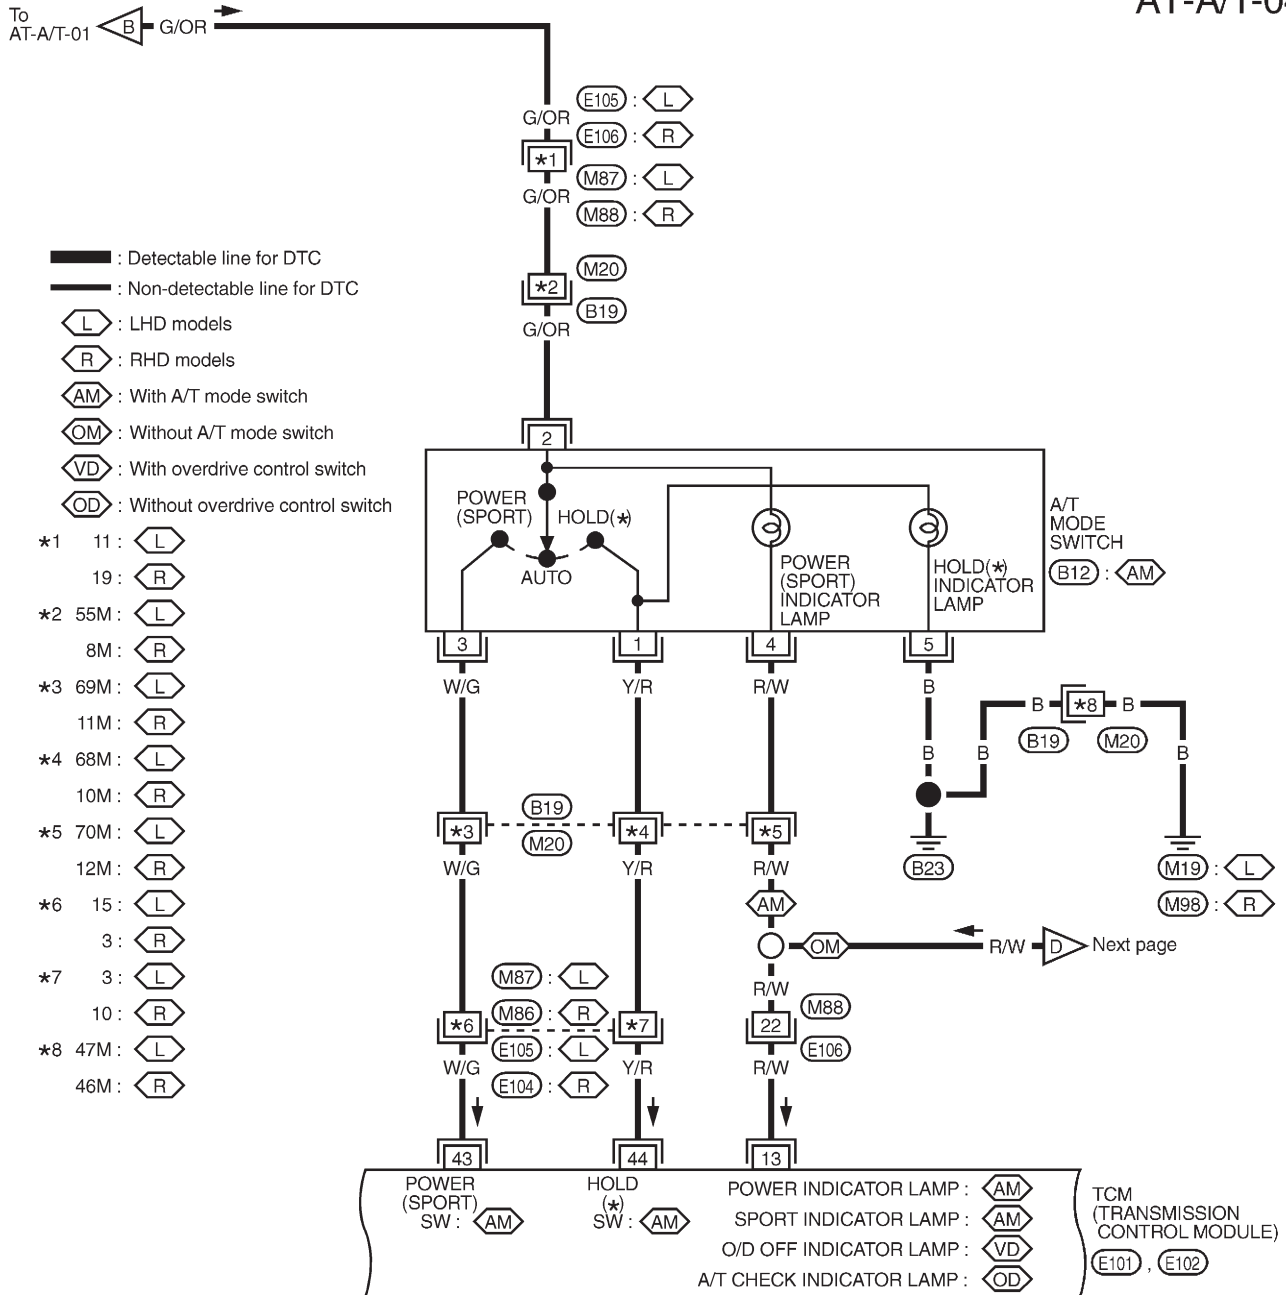 AT-A/T-0
To
AT-A/T-01
B
G/OR
E105 : L
G/OR
E106 : R
*1
M87 : L
G/OR
M88 : R
: Detectable line for DTC
: Non-detectable line for DTC
L : LHD models
R : RHD models
AM : With A/T mode switch
OM : Without A/T mode switch
VD : With overdrive control switch
OD : Without overdrive control switch
*1 11 : L
19 : R
*2 55M : L
8M : R
*3 69M : L
11M : R
*4 68M : L
10M : R
*5 70M : L
12M : R
*6 15 : L
3 : R
*7 3 : L
10 : R
*8 47M : L
46M : R
M20
*2
B19
G/OR
2
POWER
(SPORT)
HOLD(*)
AUTO
POWER
(SPORT)
INDICATOR
LAMP
HOLD(*)
INDICATOR
LAMP
A/T
MODE
SWITCH
B12 : AM
3 1 4 5
W/G Y/R R/W B
B *8 B
B19 M20
B B B
B19
*3 *4 *5
M20
W/G Y/R R/W
B23
M19 : L
M98 : R
AM
OM R/W D Next page
R/W
M87 : L
M86 : R
M88
*6 *7 22
E105 : L
E106
W/G Y/R R/W
E104 : R
43 44 13
POWER
(SPORT)
SW : AM
HOLD
(*)
SW : AM
POWER INDICATOR LAMP : AM
SPORT INDICATOR LAMP : AM
O/D OFF INDICATOR LAMP : VD
A/T CHECK INDICATOR LAMP : OD
TCM
(TRANSMISSION
CONTROL MODULE)
E101 , E102